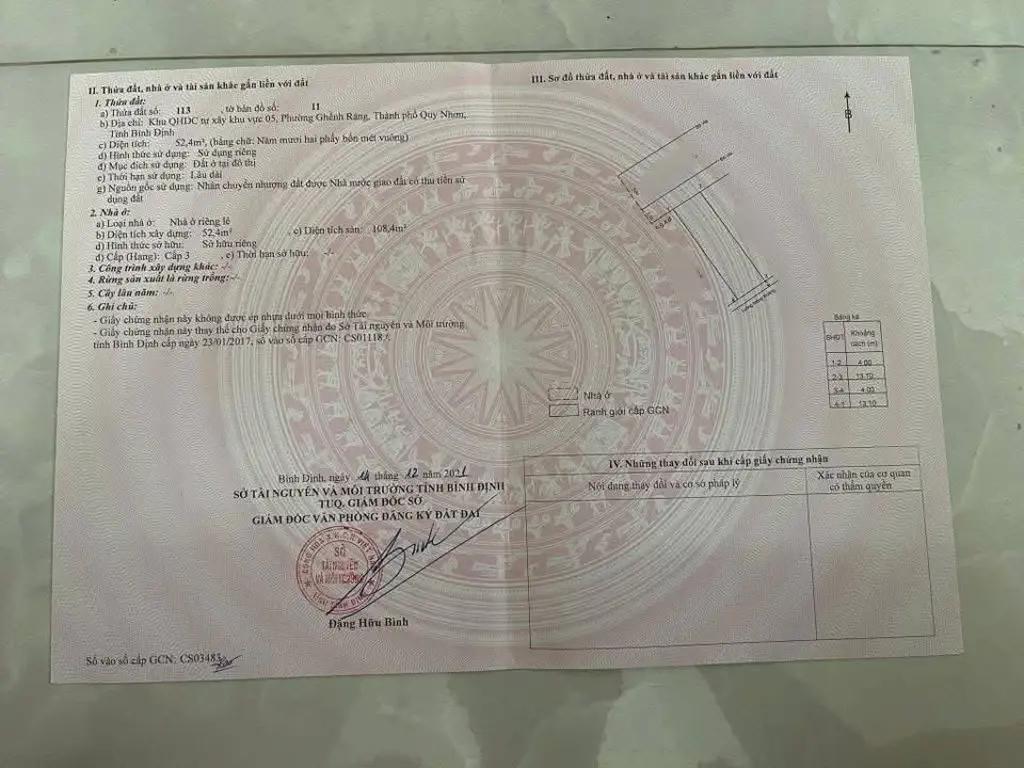 II. Thửa đất, nhà ở và tài sản khác gắn liền với đất
1. Thửa đất:
a) Thửa đất số: 113 , tờ bản đồ số: 11
b) Địa chỉ: Khu QHDC tự xây khu vực 05, Phường Ghềnh Ráng, Thành phố Quy Nhơn,
Tỉnh Bình Định
c) Diện tích: 52,4m², (bằng chữ: Năm mươi hai phẩy bốn mét vuông)
d) Hình thức sử dụng: Sử dụng riêng
đ) Mục đích sử dụng: Đất ở tại đô thị
e) Thời hạn sử dụng: Lâu dài
g) Nguồn gốc sử dụng: Nhận chuyển nhượng đất được Nhà nước giao đất có thu tiền sử
dụng đất
2. Nhà ở:
a) Loại nhà ở: Nhà ở riêng lẻ
b) Diện tích xây dựng: 52,4m² , c) Diện tích sàn: 108,4m²
d) Hình thức sở hữu: Sở hữu riêng
đ) Cấp (Hạng): Cấp 3 , e) Thời hạn sở hữu: -/-
3. Công trình xây dựng khác: -/-
4. Rừng sản xuất là rừng trồng: -/-
5. Cây lâu năm: -/-
6. Ghi chú:
- Giấy chứng nhận này không được ép nhựa dưới mọi hình thức.
- Giấy chứng nhận này thay thế cho Giấy chứng nhận do Sở Tài nguyên và Môi trường
tỉnh Bình Định cấp ngày 23/01/2017, số vào sổ cấp GCN: CS01118./.
Bình Định, ngày 14 tháng 12 năm 2021
SỞ TÀI NGUYÊN VÀ MÔI TRƯỜNG TỈNH BÌNH ĐỊNH
TUQ. GIÁM ĐỐC SỞ
GIÁM ĐỐC VĂN PHÒNG ĐĂNG KÝ ĐẤT ĐAI
SỞ
TÀI NGUYÊN
VÀ MÔI TRƯỜNG
Đặng Hữu Bình
Số vào sổ cấp GCN: CS03483
III. Sơ đồ thửa đất, nhà ở và tài sản khác gắn liền với đất
B
Bảng kê
SHĐT Khoảng cách (m)
1-2 4.00
2-3 13.10
3-4 4.00
4-1 13.10
Nhà ở
Ranh giới cấp GCN
IV. Những thay đổi sau khi cấp giấy chứng nhận
Nội dung thay đổi và cơ sở pháp lý
Xác nhận của cơ quan
có thẩm quyền